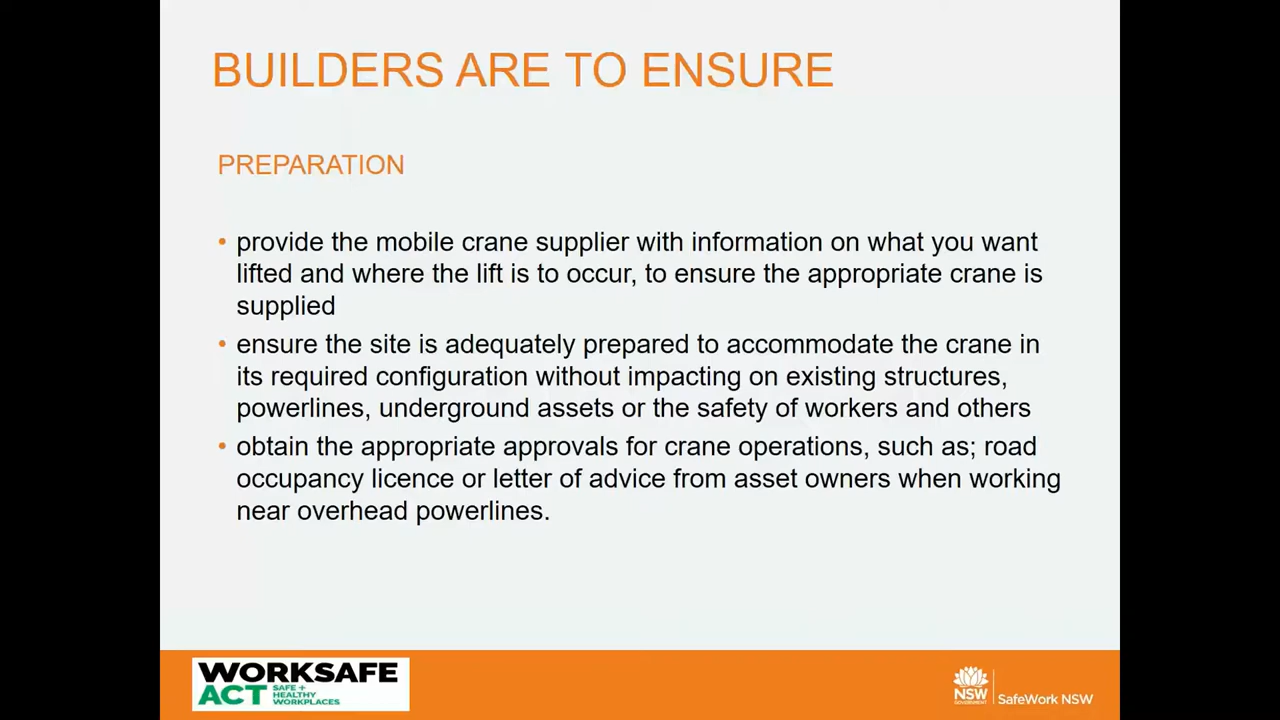 BUILDERS ARE TO ENSURE
PREPARATION
• provide the mobile crane supplier with information on what you want
lifted and where the lift is to occur, to ensure the appropriate crane is
supplied
• ensure the site is adequately prepared to accommodate the crane in
its required configuration without impacting on existing structures,
powerlines, underground assets or the safety of workers and others
• obtain the appropriate approvals for crane operations, such as; road
occupancy licence or letter of advice from asset owners when working
near overhead powerlines.
WORKSAFE
ACT SAFE +
HEALTHY
WORKPLACES
NSW
GOVERNMENT
SafeWork NSW